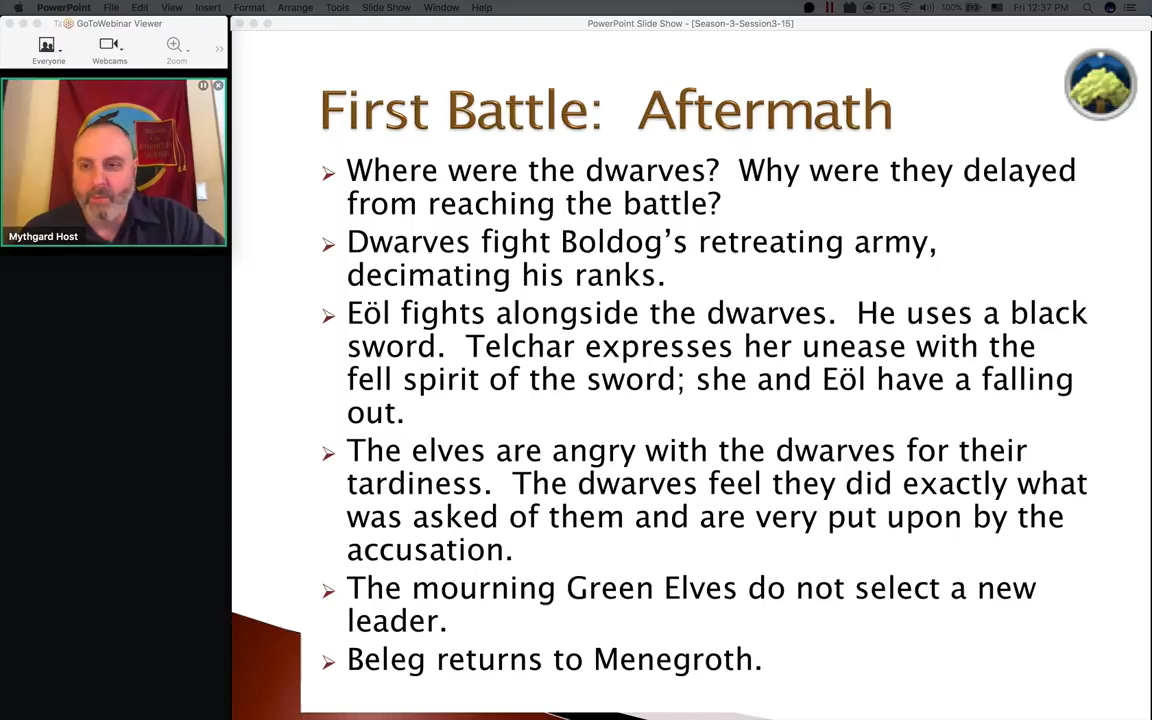 PowerPoint File Edit View Insert Format Arrange Tools Slide Show Window Help 100% Fri 12:37 PM
GoToWebinar Viewer
PowerPoint Slide Show - [Season-3-Session3-15]
Everyone Webcams Zoom
Mythgard Host
First Battle: Aftermath
Where were the dwarves? Why were they delayed
from reaching the battle?
Dwarves fight Boldog’s retreating army,
decimating his ranks.
Eöl fights alongside the dwarves. He uses a black
sword. Telchar expresses her unease with the
fell spirit of the sword; she and Eöl have a falling
out.
The elves are angry with the dwarves for their
tardiness. The dwarves feel they did exactly what
was asked of them and are very put upon by the
accusation.
The mourning Green Elves do not select a new
leader.
Beleg returns to Menegroth.